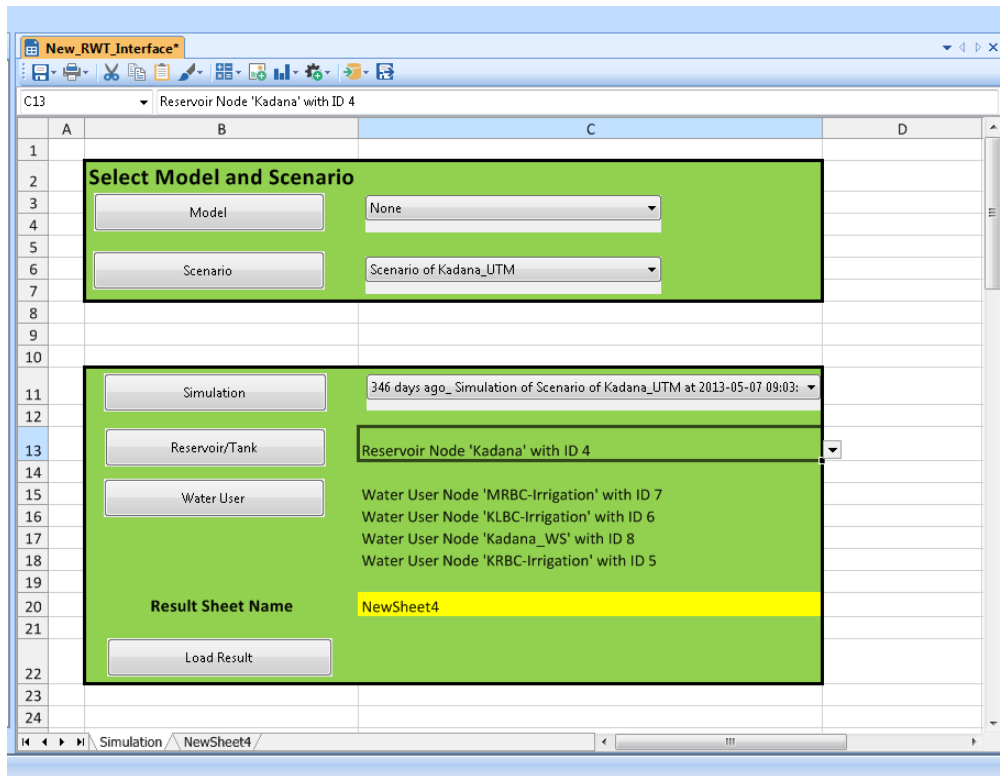 New_RWT_Interface*
C13 Reservoir Node 'Kadana' with ID 4
A B C D
1
2 Select Model and Scenario
3 Model None
4
5
6 Scenario Scenario of Kadana_UTM
7
8
9
10
11 Simulation 346 days ago_ Simulation of Scenario of Kadana_UTM at 2013-05-07 09:03:
12
13 Reservoir/Tank Reservoir Node 'Kadana' with ID 4
14
15 Water User Water User Node 'MRBC-Irrigation' with ID 7
16 Water User Node 'KLBC-Irrigation' with ID 6
17 Water User Node 'Kadana_WS' with ID 8
18 Water User Node 'KRBC-Irrigation' with ID 5
19
20 Result Sheet Name NewSheet4
21
22 Load Result
23
24
Simulation NewSheet4